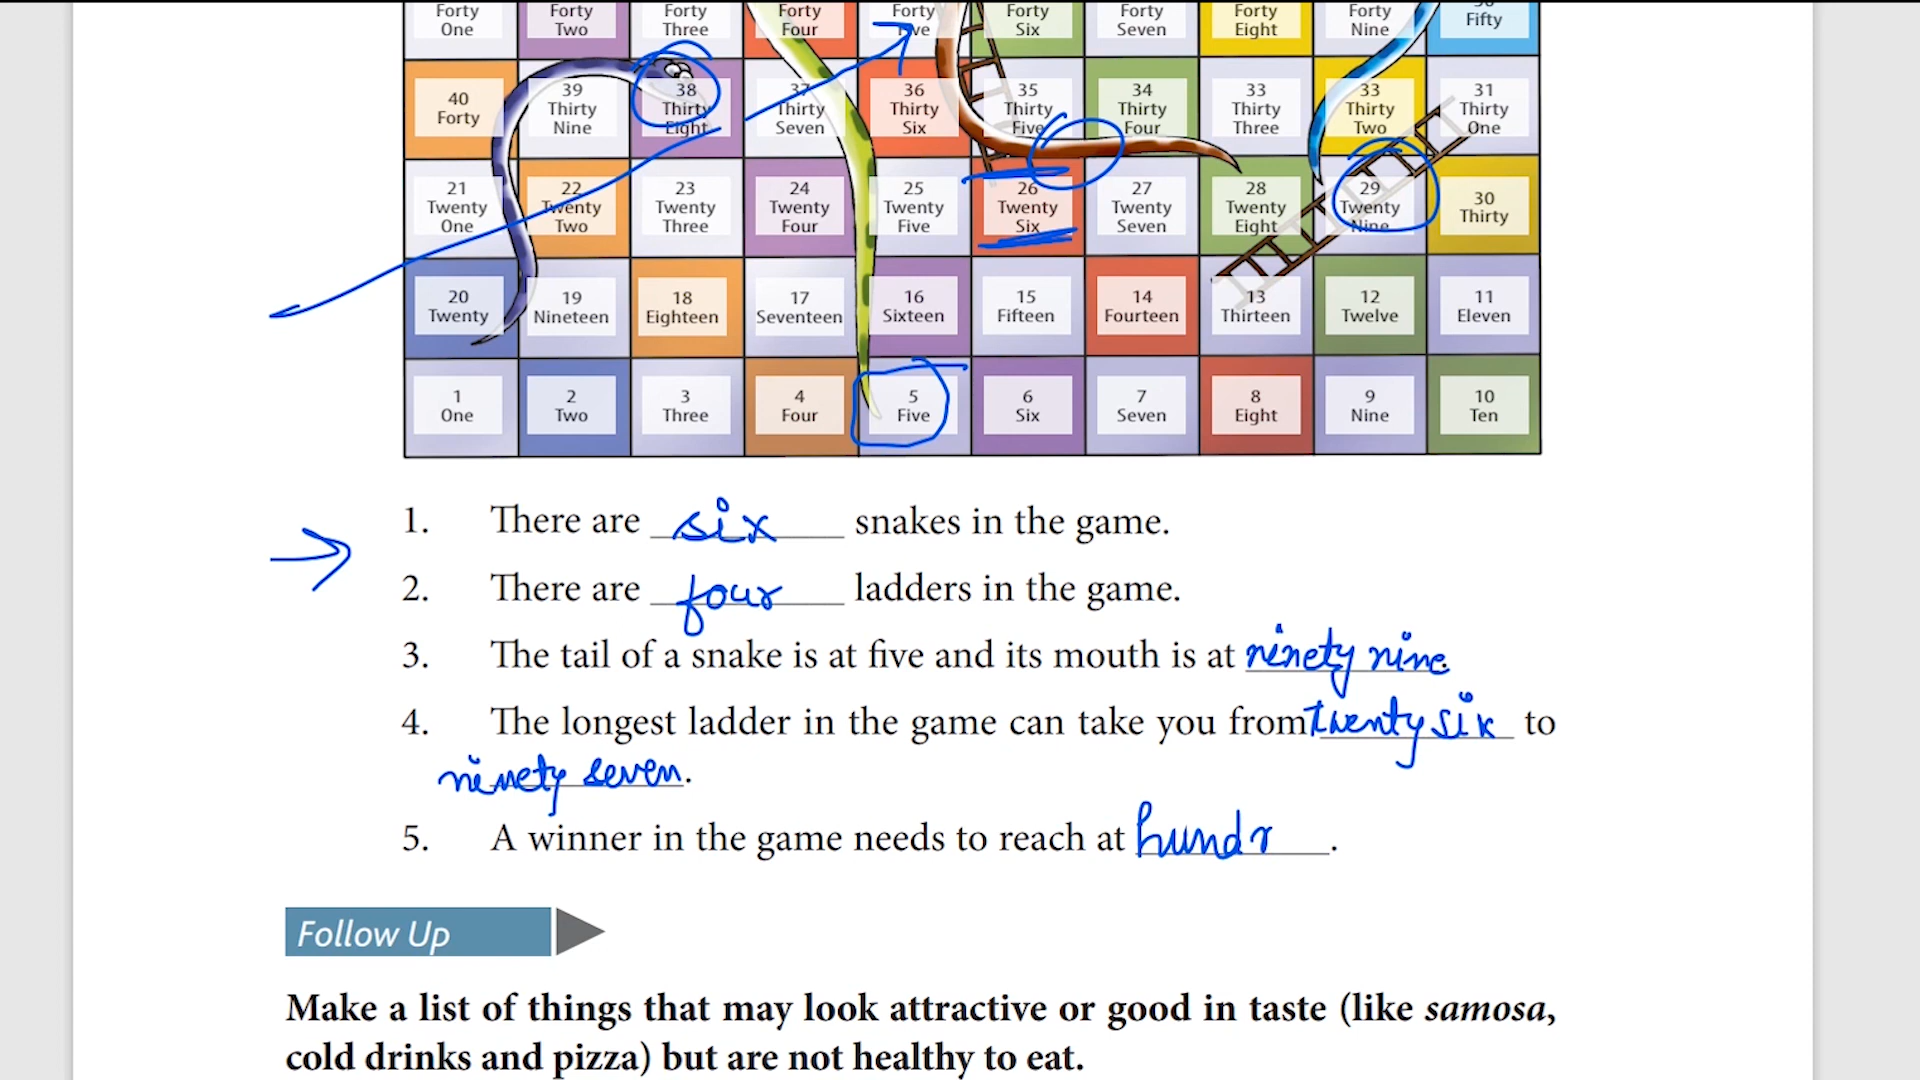 Forty Forty Forty Forty Forty Forty Forty Forty Forty Fifty
One Two Three Four Five Six Seven Eight Nine
40 39 38 37 36 35 34 33 33 31
Forty Thirty Thirty Thirty Thirty Thirty Thirty Thirty Thirty Thirty
Nine Eight Seven Six Five Four Three Two One
21 22 23 24 25 26 27 28 29 30
Twenty Twenty Twenty Twenty Twenty Twenty Twenty Twenty Twenty Thirty
One Two Three Four Five Six Seven Eight Nine
20 19 18 17 16 15 14 13 12 11
Twenty Nineteen Eighteen Seventeen Sixteen Fifteen Fourteen Thirteen Twelve Eleven
1 2 3 4 5 6 7 8 9 10
One Two Three Four Five Six Seven Eight Nine Ten
1. There are six snakes in the game.
2. There are four ladders in the game.
3. The tail of a snake is at five and its mouth is at ninety nine.
4. The longest ladder in the game can take you from twenty six to
ninety seven.
5. A winner in the game needs to reach at hundr .
Follow Up
Make a list of things that may look attractive or good in taste (like samosa,
cold drinks and pizza) but are not healthy to eat.